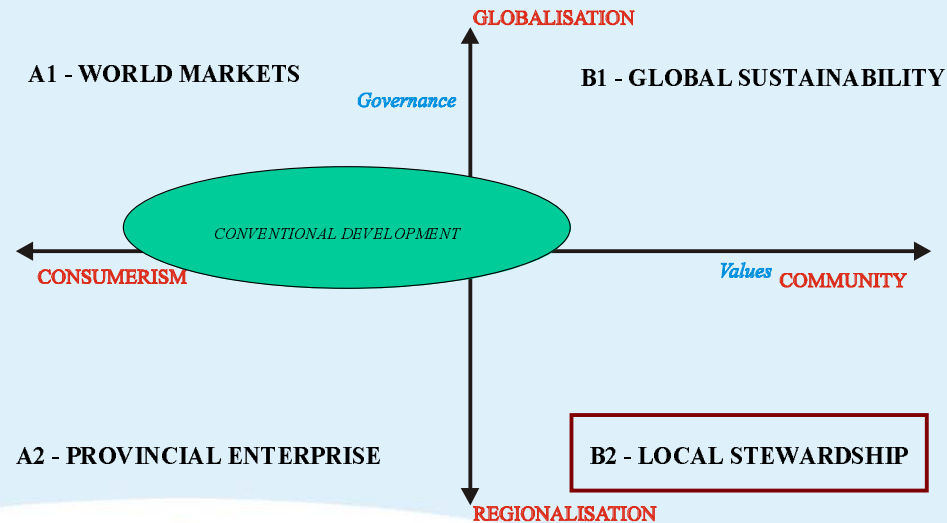 GLOBALISATION
A1 - WORLD MARKETS
B1 - GLOBAL SUSTAINABILITY
Governance
CONVENTIONAL DEVELOPMENT
CONSUMERISM
Values COMMUNITY
A2 - PROVINCIAL ENTERPRISE
B2 - LOCAL STEWARDSHIP
REGIONALISATION